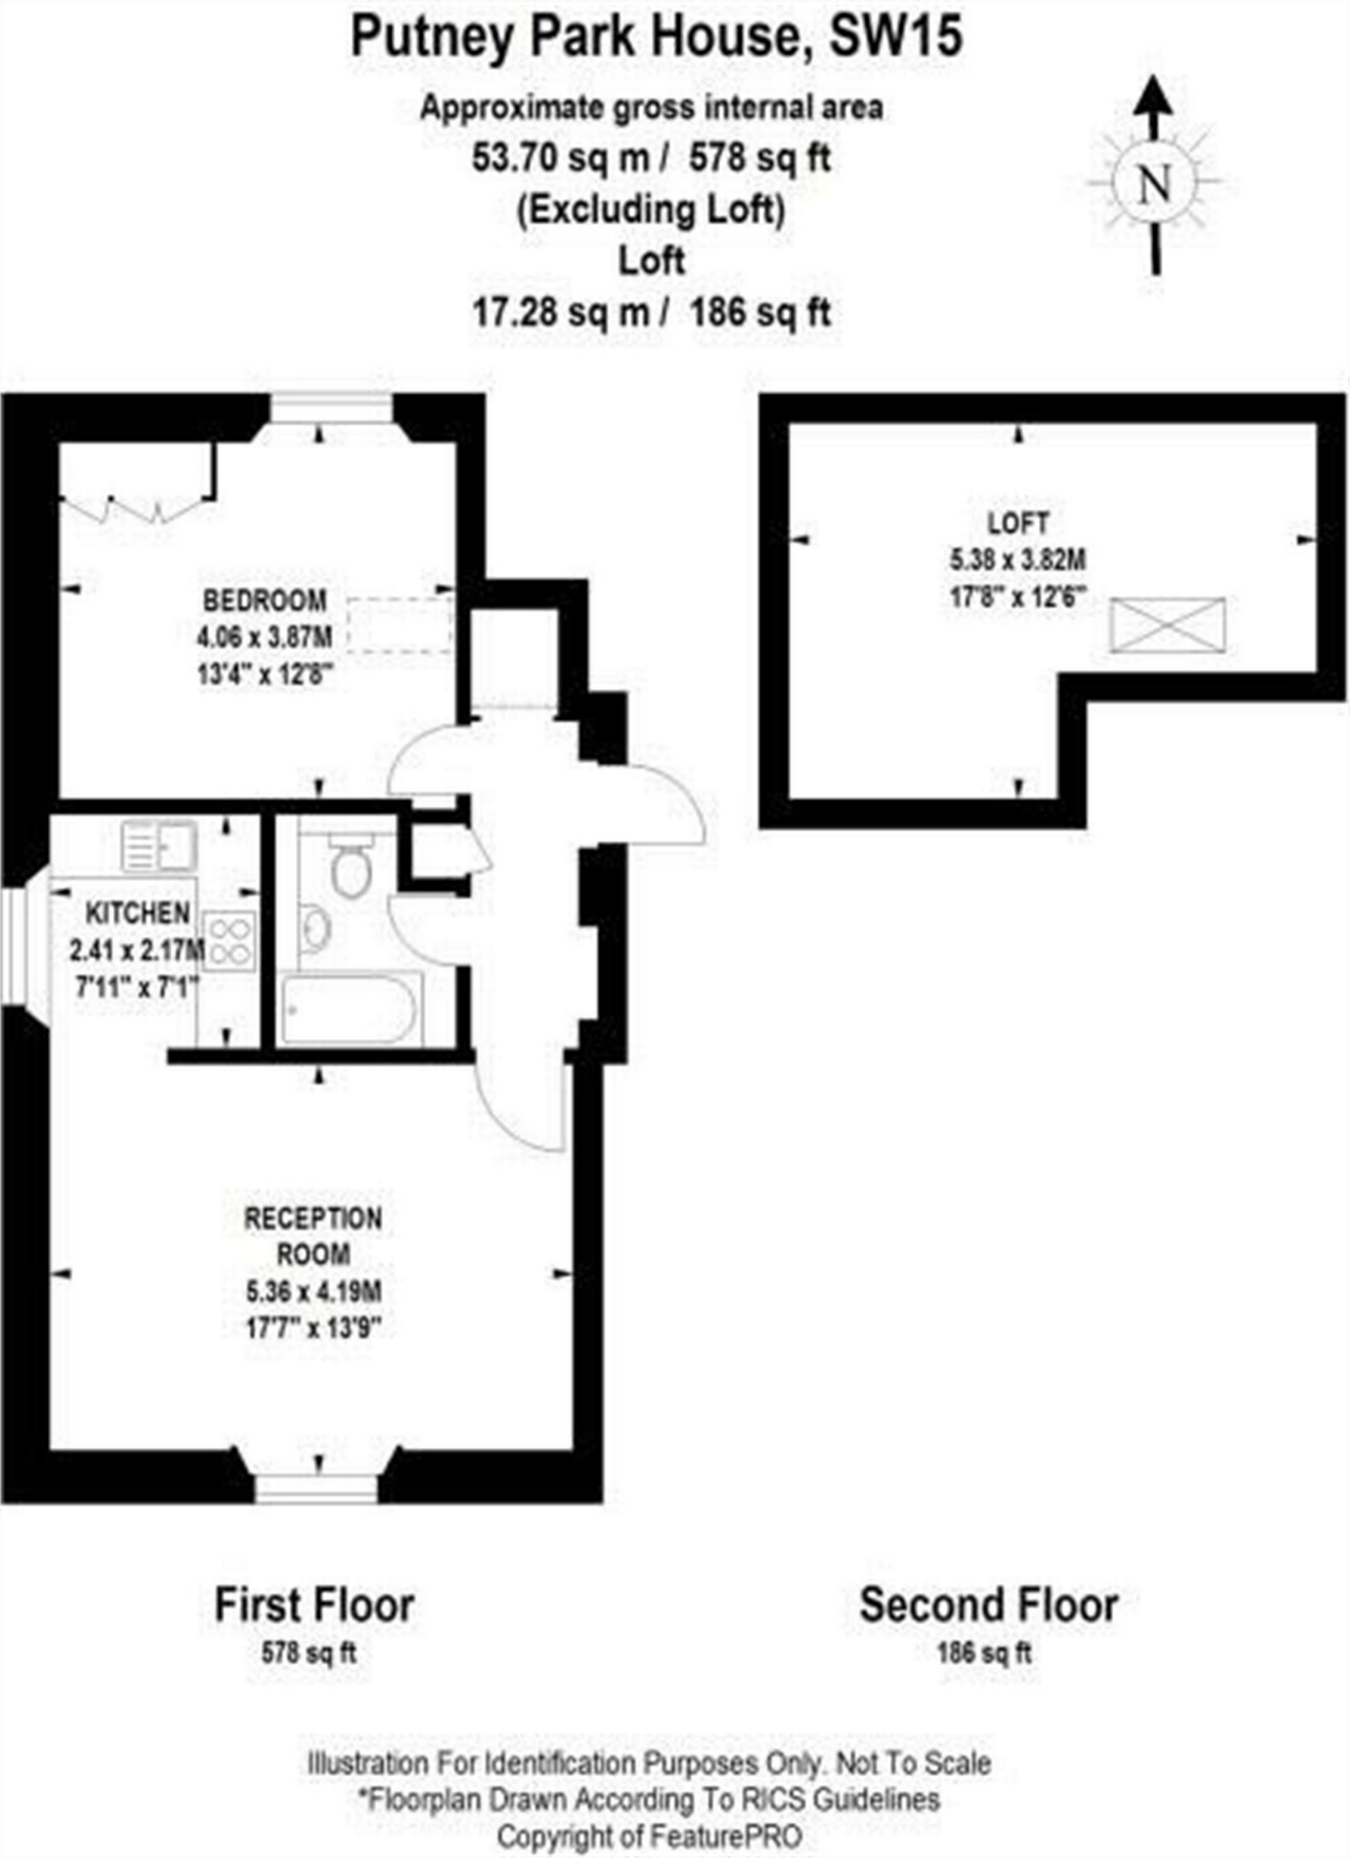 Putney Park House, SW15
Approximate gross internal area
53.70 sq m / 578 sq ft
(Excluding Loft)
Loft
17.28 sq m / 186 sq ft
N
BEDROOM
4.06 x 3.87M
13'4" x 12'8"
LOFT
5.38 x 3.82M
17'8" x 12'6"
KITCHEN
2.41 x 2.17M
7'11" x 7'1"
RECEPTION
ROOM
5.36 x 4.19M
17'7" x 13'9"
First Floor
578 sq ft
Second Floor
186 sq ft
Illustration For Identification Purposes Only. Not To Scale
*Floorplan Drawn According To RICS Guidelines
Copyright of FeaturePRO